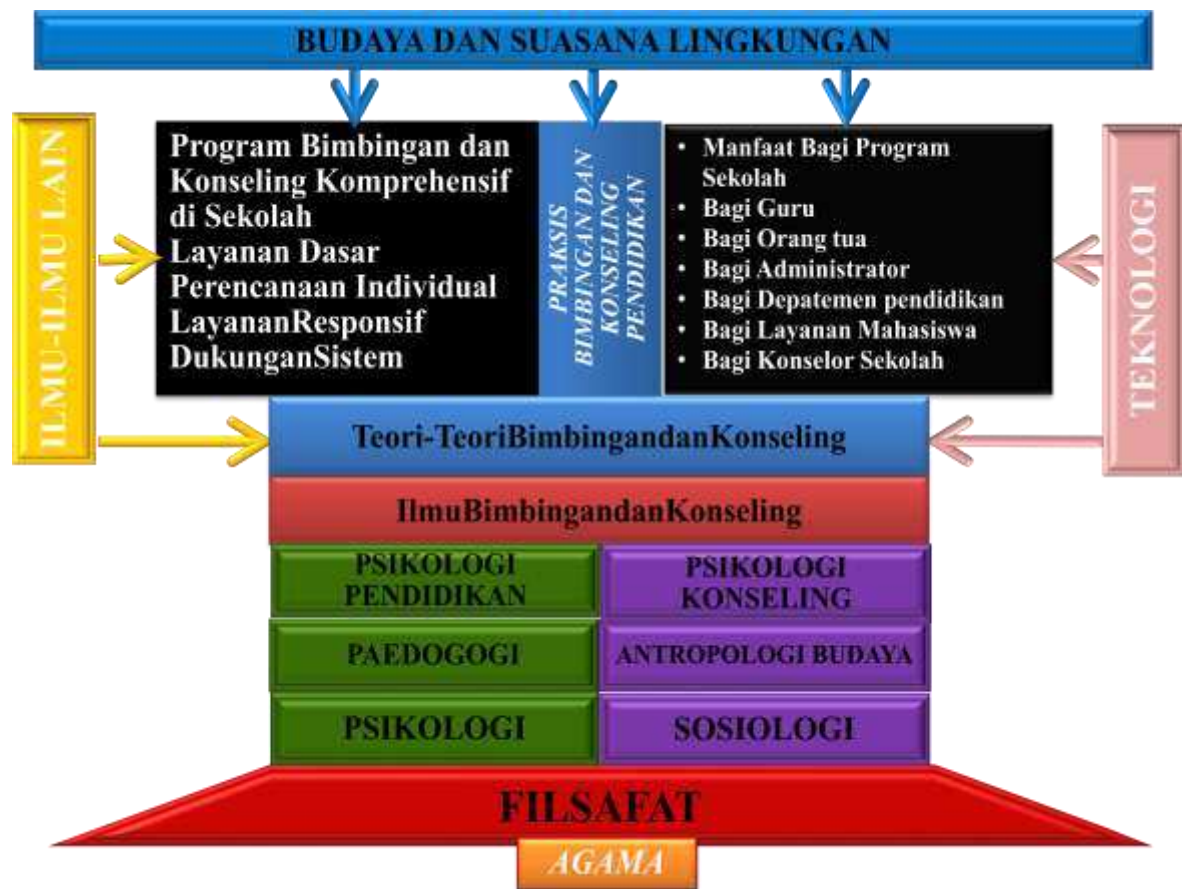 BUDAYA DAN SUASANA LINGKUNGAN
ILMU-ILMU LAIN
Program Bimbingan dan
Konseling Komprehensif
di Sekolah
Layanan Dasar
Perencanaan Individual
LayananResponsif
DukunganSistem
PRAKSIS
BIMBINGAN DAN
KONSELING
PENDIDIKAN
• Manfaat Bagi Program
Sekolah
• Bagi Guru
• Bagi Orang tua
• Bagi Administrator
• Bagi Depatemen pendidikan
• Bagi Layanan Mahasiswa
• Bagi Konselor Sekolah
TEKNOLOGI
Teori-TeoriBimbingandanKonseling
IlmuBimbingandanKonseling
PSIKOLOGI
PENDIDIKAN
PSIKOLOGI
KONSELING
PAEDOGOGI
ANTROPOLOGI BUDAYA
PSIKOLOGI
SOSIOLOGI
FILSAFAT
AGAMA